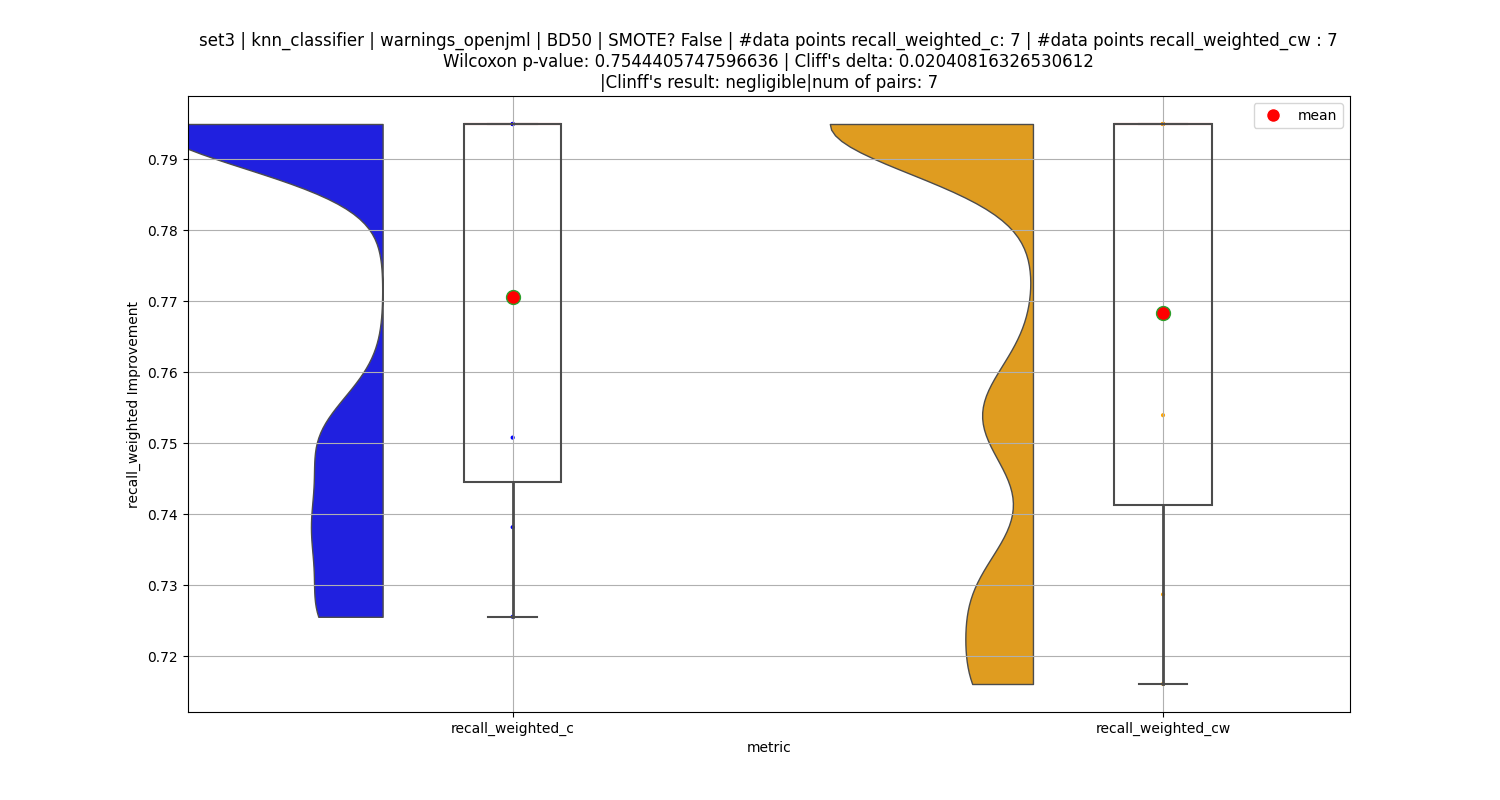 set3 | knn_classifier | warnings_openjml | BD50 | SMOTE? False | #data points recall_weighted_c: 7 | #data points recall_weighted_cw : 7
Wilcoxon p-value: 0.7544405747596636 | Cliff's delta: 0.02040816326530612
|Clinff's result: negligible|num of pairs: 7
mean
0.79
0.78
0.77
0.76
0.75
0.74
0.73
0.72
recall_weighted Improvement
recall_weighted_c
recall_weighted_cw
metric